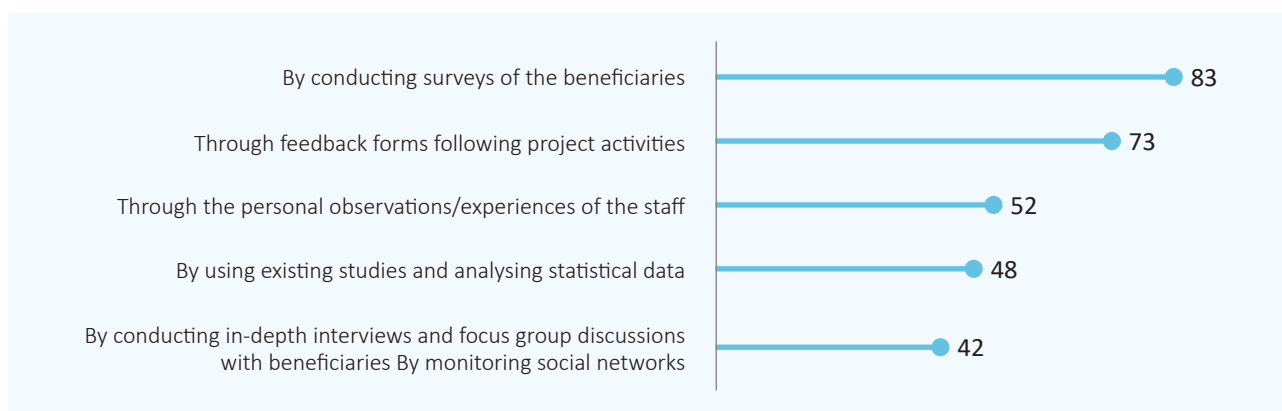 By conducting surveys of the beneficiaries 83
Through feedback forms following project activities 73
Through the personal observations/experiences of the staff 52
By using existing studies and analysing statistical data 48
By conducting in-depth interviews and focus group discussions
with beneficiaries By monitoring social networks 42